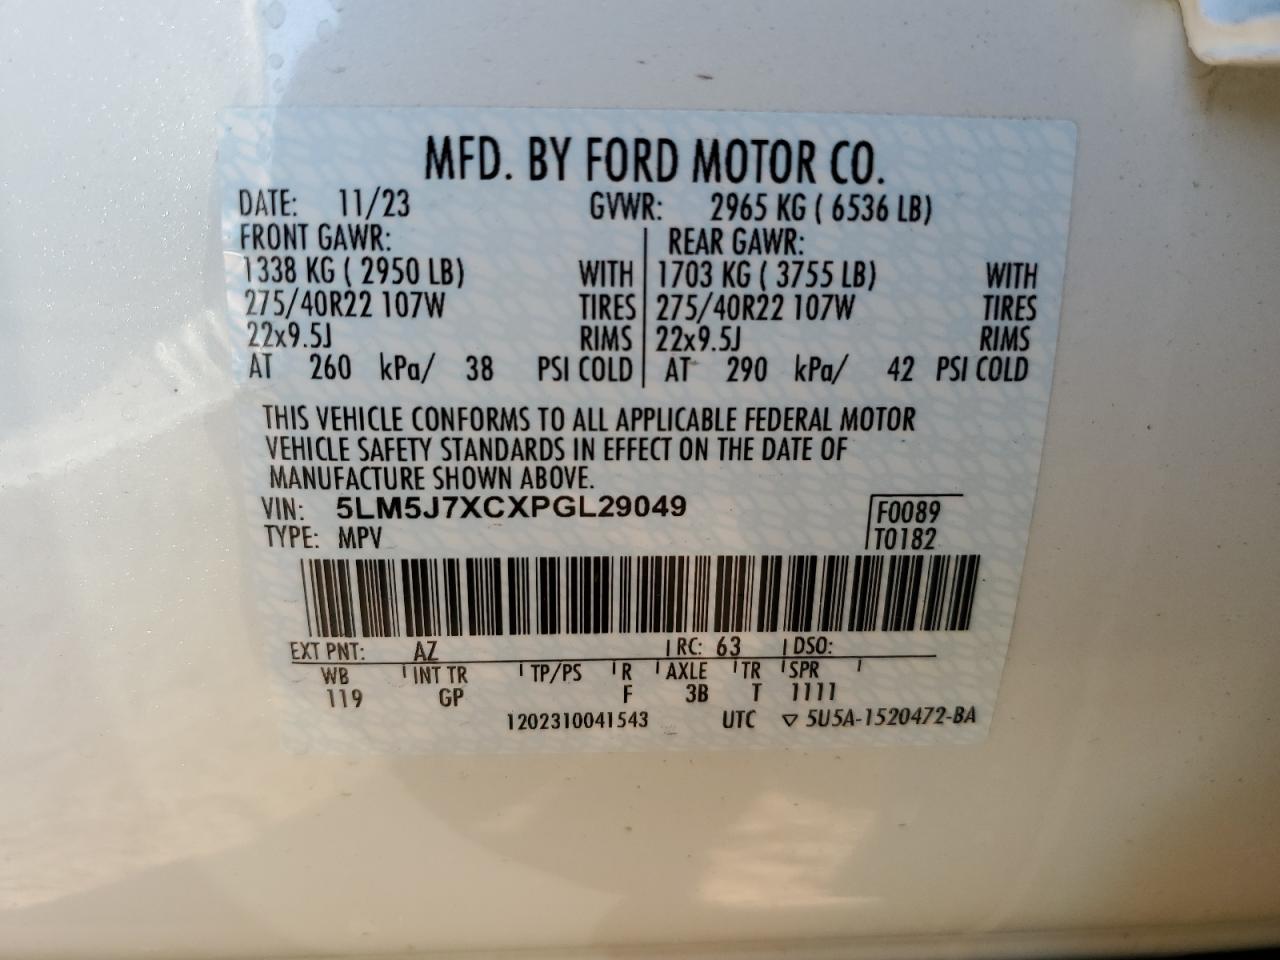 MFD. BY FORD MOTOR CO.
DATE: 11/23 GVWR: 2965 KG ( 6536 LB)
FRONT GAWR: REAR GAWR:
1338 KG ( 2950 LB) WITH 1703 KG ( 3755 LB) WITH
275/40R22 107W TIRES 275/40R22 107W TIRES
22x9.5J RIMS 22x9.5J RIMS
AT 260 kPa/ 38 PSI COLD AT 290 kPa/ 42 PSI COLD
THIS VEHICLE CONFORMS TO ALL APPLICABLE FEDERAL MOTOR
VEHICLE SAFETY STANDARDS IN EFFECT ON THE DATE OF
MANUFACTURE SHOWN ABOVE.
VIN: 5LM5J7XCXPGL29049 F0089
TYPE: MPV T0182
EXT PNT: AZ RC: 63 DSO:
WB INT TR TP/PS R AXLE TR SPR
119 GP F 3B T 1111
1202310041543 UTC ▽ 5U5A-1520472-BA